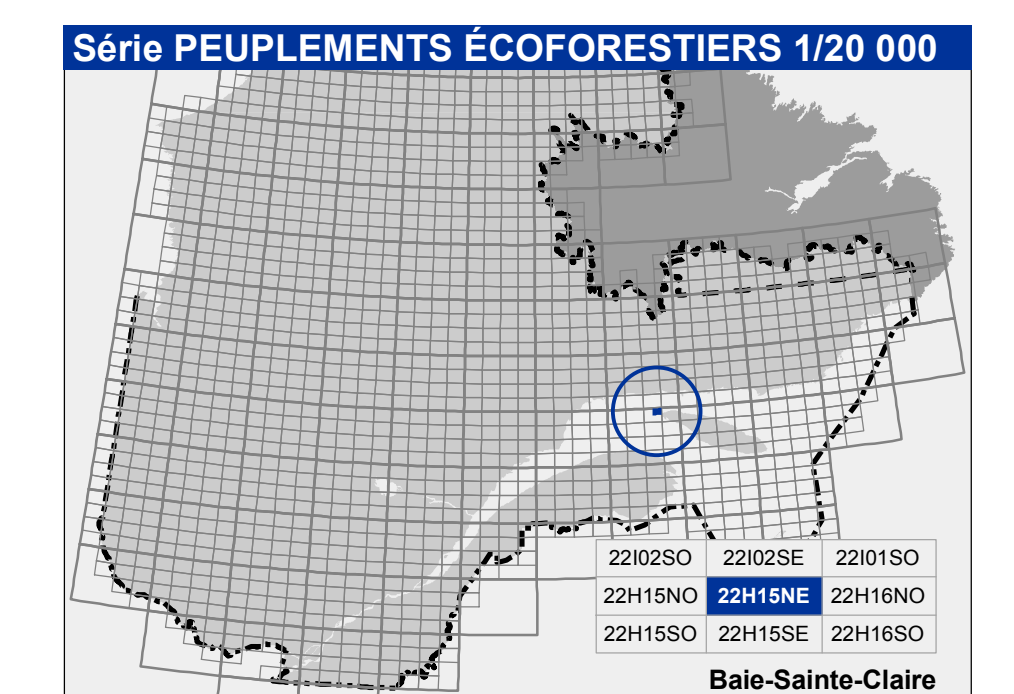 Série PEUPLEMENTS ÉCOFORESTIERS 1/20 000
22I02SO 22I02SE 22I01SO
22H15NO 22H15NE 22H16NO
22H15SO 22H15SE 22H16SO
Baie-Sainte-Claire